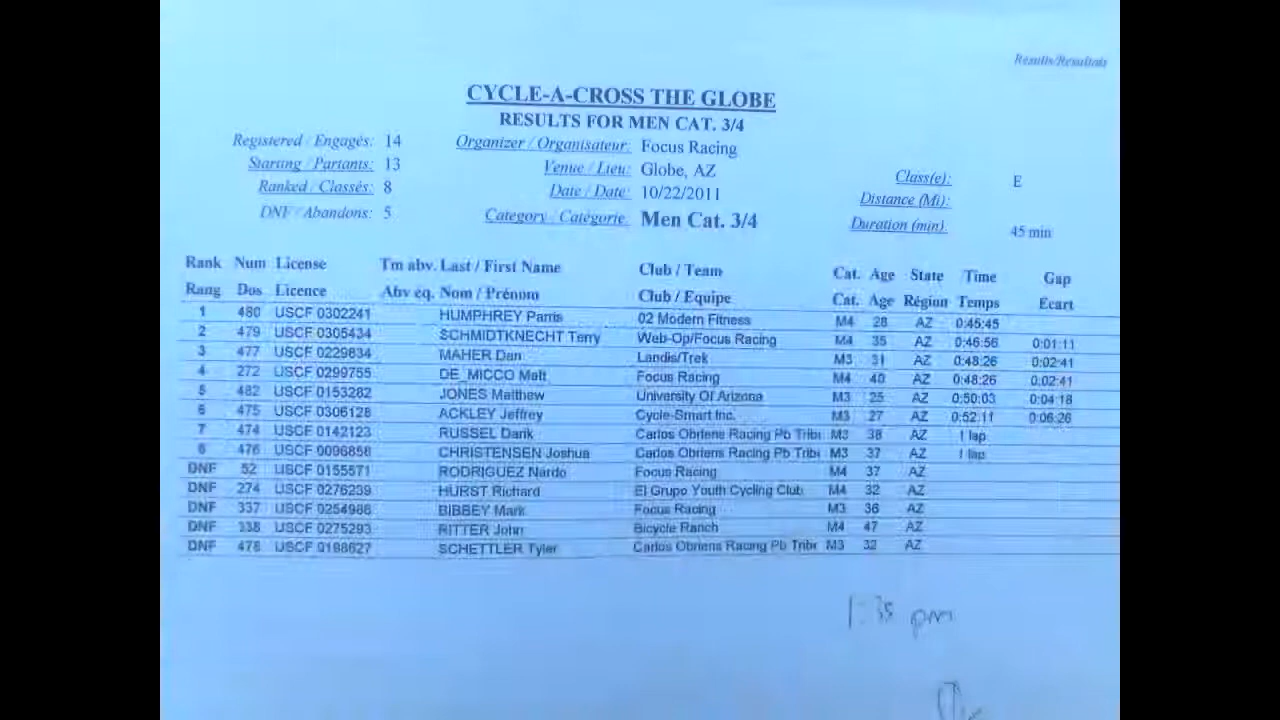 Results/Resultats
CYCLE-A-CROSS THE GLOBE
RESULTS FOR MEN CAT. 3/4
Registered / Engagés: 14
Starting / Partants: 13
Ranked / Classés: 8
DNF / Abandons: 5
Organizer / Organisateur: Focus Racing
Venue / Lieu: Globe, AZ
Date / Date: 10/22/2011
Category / Catégorie: Men Cat. 3/4
Class(e): E
Distance (Mi):
Duration (min). 45 min
Rank Num License Tm abv. Last / First Name Club / Team Cat. Age State Time Gap
Rang Dos Licence Abv eq. Nom / Prénom Club / Equipe Cat. Age Région Temps Ecart
1 480 USCF 0302241 HUMPHREY Parris 02 Modern Fitness M4 28 AZ 0:45:45
2 479 USCF 0305434 SCHMIDTKNECHT Terry Web-Op/Focus Racing M4 35 AZ 0:46:56 0:01:11
3 477 USCF 0229834 MAHER Dan Landis/Trek M3 31 AZ 0:48:26 0:02:41
4 272 USCF 0299755 DE_MICCO Matt Focus Racing M4 40 AZ 0:48:26 0:02:41
5 482 USCF 0153282 JONES Matthew University Of Arizona M3 25 AZ 0:50:03 0:04:18
6 475 USCF 0306128 ACKLEY Jeffrey Cycle-Smart Inc. M3 27 AZ 0:52:11 0:06:26
7 474 USCF 0142123 RUSSEL Darik Carlos Obriens Racing Pb Tribe M3 38 AZ 1 lap
8 476 USCF 0096858 CHRISTENSEN Joshua Carlos Obriens Racing Pb Tribe M3 37 AZ 1 lap
DNF 52 USCF 0155571 RODRIGUEZ Nardo Focus Racing M4 37 AZ
DNF 274 USCF 0276239 HURST Richard El Grupo Youth Cycling Club M4 32 AZ
DNF 337 USCF 0254986 BIBBEY Mark Focus Racing M3 36 AZ
DNF 338 USCF 0275293 RITTER John Bicycle Ranch M4 47 AZ
DNF 478 USCF 0188627 SCHETTLER Tyler Carlos Obriens Racing Pb Tribe M3 32 AZ
1:35 pm